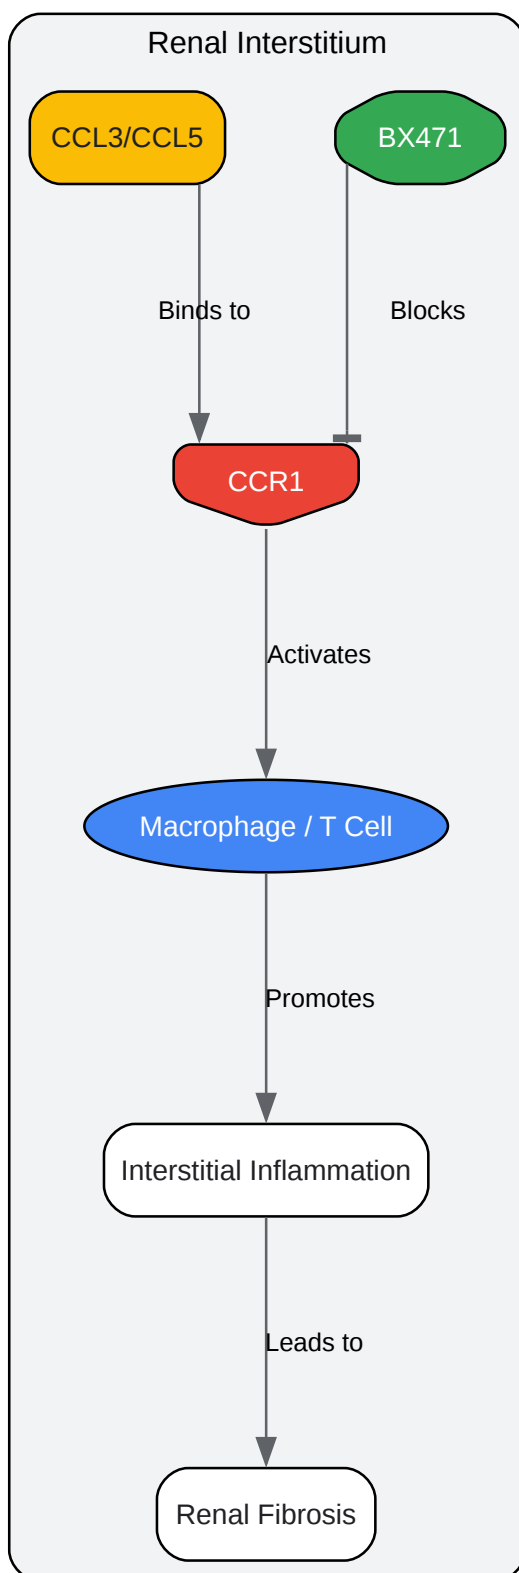 Renal Interstitium
CCL3/CCL5
BX471
Binds to
Blocks
CCR1
Activates
Macrophage / T Cell
Promotes
Interstitial Inflammation
Leads to
Renal Fibrosis